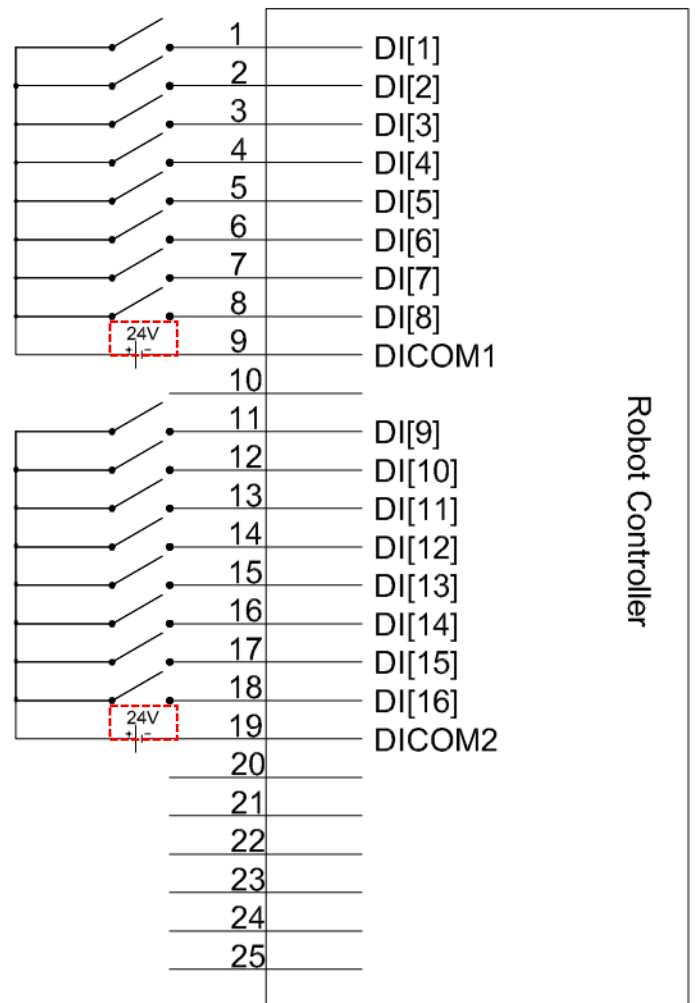 1 DI[1]
2 DI[2]
3 DI[3]
4 DI[4]
5 DI[5]
6 DI[6]
7 DI[7]
8 DI[8]
24V
+ −
9 DICOM1
10
11 DI[9]
12 DI[10]
13 DI[11]
14 DI[12]
15 DI[13]
16 DI[14]
17 DI[15]
18 DI[16]
24V
+ −
19 DICOM2
20
21
22
23
24
25
Robot Controller